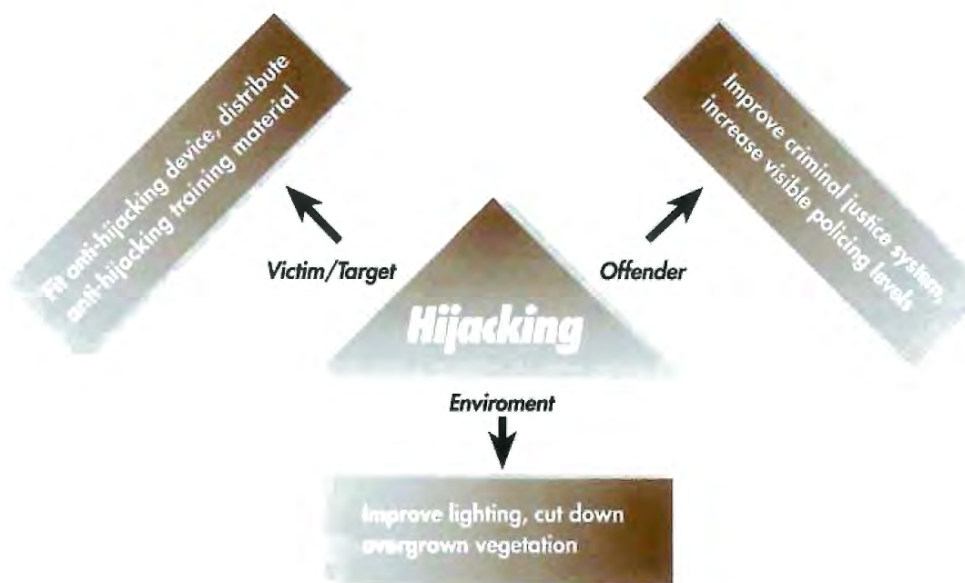 Fit anti-hijacking device, distribute
anti-hijacking training material
Improve criminal justice system,
increase visible policing levels
Victim/Target
Offender
Hijacking
Enviroment
Improve lighting, cut down
overgrown vegetation